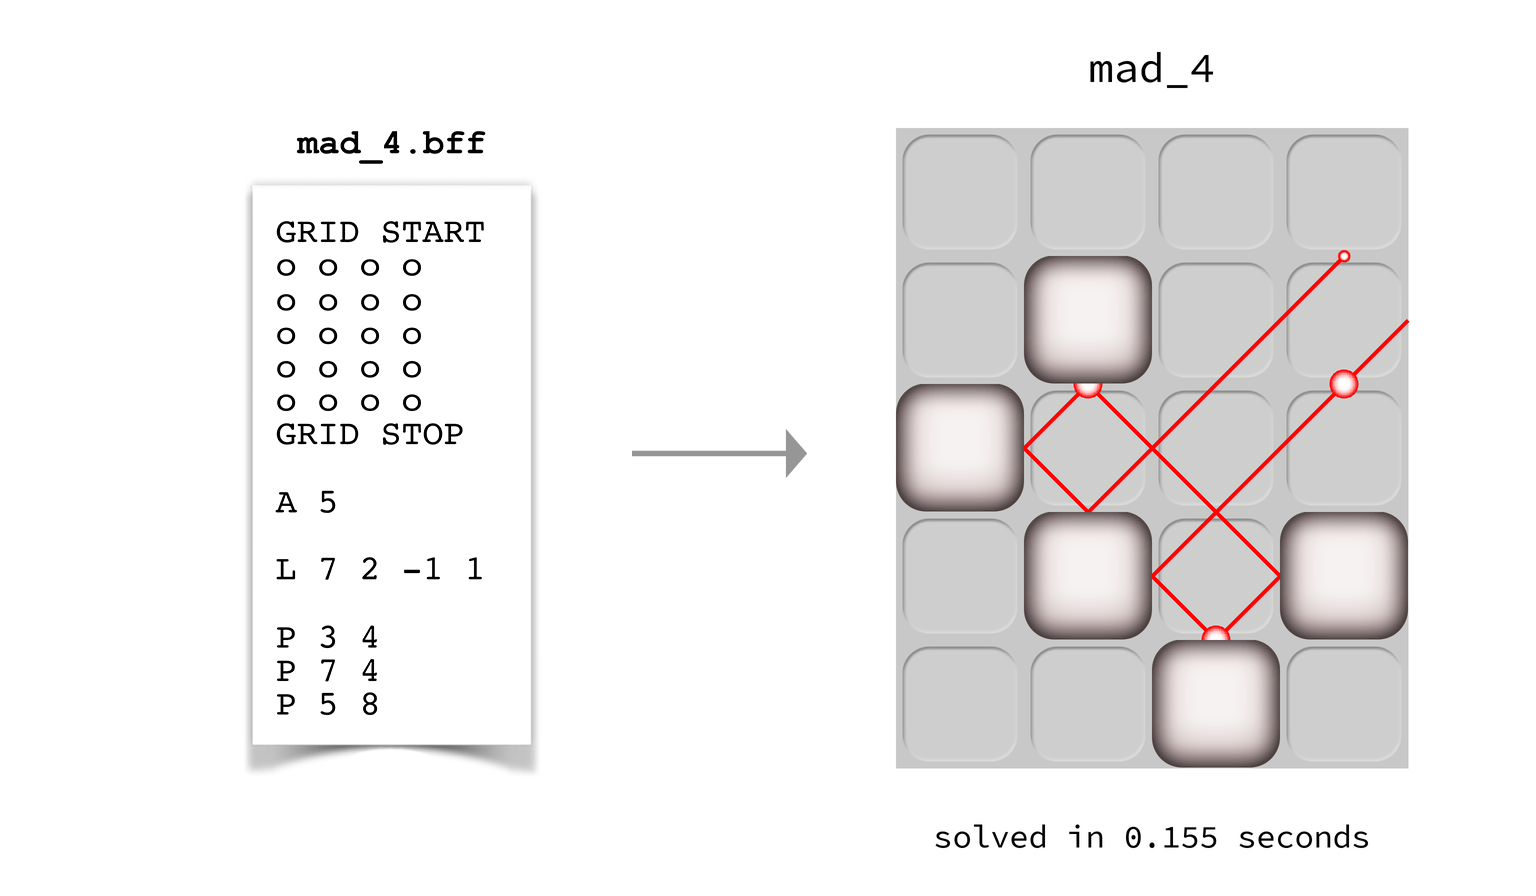 mad_4
mad_4.bff
GRID START
o o o o
o o o o
o o o o
o o o o
o o o o
GRID STOP
A 5
L 7 2 -1 1
P 3 4
P 7 4
P 5 8
solved in 0.155 seconds